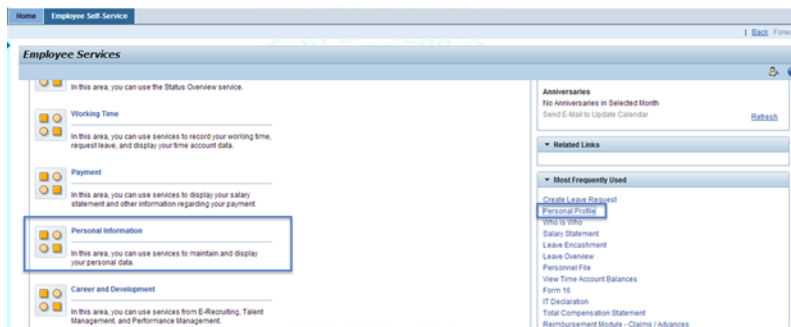 Home Employee Self-Service
Back Forw
Employee Services
In this area, you can use the Status Overview service.
Working Time
In this area, you can use services to record your working time,
request leave, and display your time account data.
Payment
In this area, you can use services to display your salary
statement and other information regarding your payment.
Personal Information
In this area, you can use services to maintain and display
your personal data.
Career and Development
In this area, you can use services from E-Recruiting, Talent
Management, and Performance Management.
Anniversaries
No Anniversaries in Selected Month
Send E-Mail to Update Calendar Refresh
Related Links
Most Frequently Used
Create Leave Request
Personal Profile
Who is Who
Salary Statement
Leave Encashment
Leave Overview
Personnel File
View Time Account Balances
Form 16
IT Declaration
Total Compensation Statement
Reimbursement Module - Claims / Advances